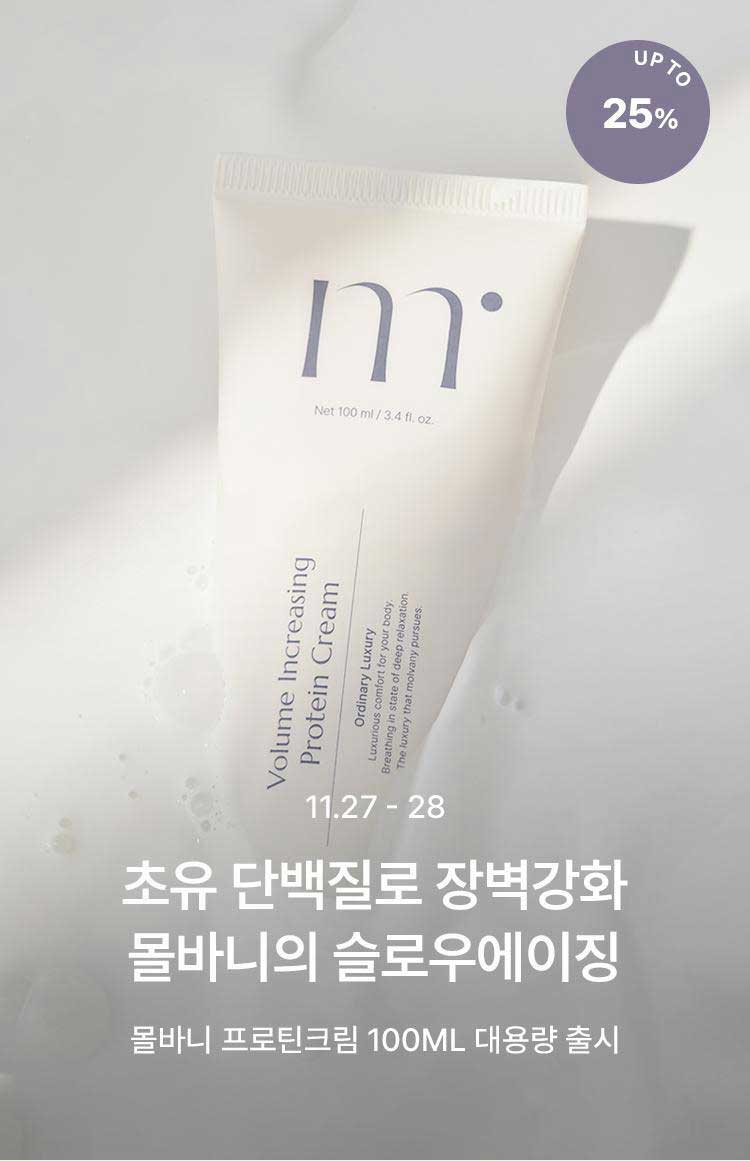 UP TO
25%
m
Net 100 ml / 3.4 fl. oz.
Volume Increasing
Protein Cream
Ordinary Luxury
Luxurious comfort for your body.
Breathing in state of deep relaxation.
The luxury that molvany pursues.
11.27 - 28
초유 단백질로 장벽강화
몰바니의 슬로우에이징
몰바니 프로틴크림 100ML 대용량 출시